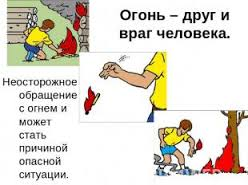 Огонь – друг и
враг человека.
Неосторожное
обращение
с огнем и
может
стать
причиной
опасной
ситуации.